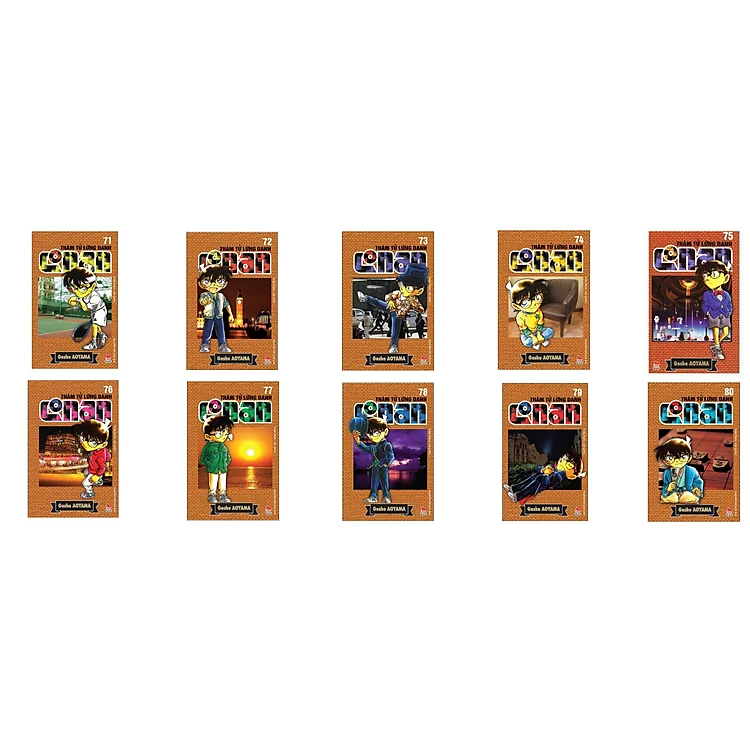 71
THÁM TỬ LỪNG DANH
Conan
Gosho AOYAMA
72
THÁM TỬ LỪNG DANH
Conan
Gosho AOYAMA
73
THÁM TỬ LỪNG DANH
Conan
Gosho AOYAMA
74
THÁM TỬ LỪNG DANH
Conan
Gosho AOYAMA
75
THÁM TỬ LỪNG DANH
Conan
Gosho AOYAMA
76
THÁM TỬ LỪNG DANH
Conan
Gosho AOYAMA
77
THÁM TỬ LỪNG DANH
Conan
Gosho AOYAMA
78
THÁM TỬ LỪNG DANH
Conan
Gosho AOYAMA
79
THÁM TỬ LỪNG DANH
Conan
Gosho AOYAMA
80
THÁM TỬ LỪNG DANH
Conan
Gosho AOYAMA